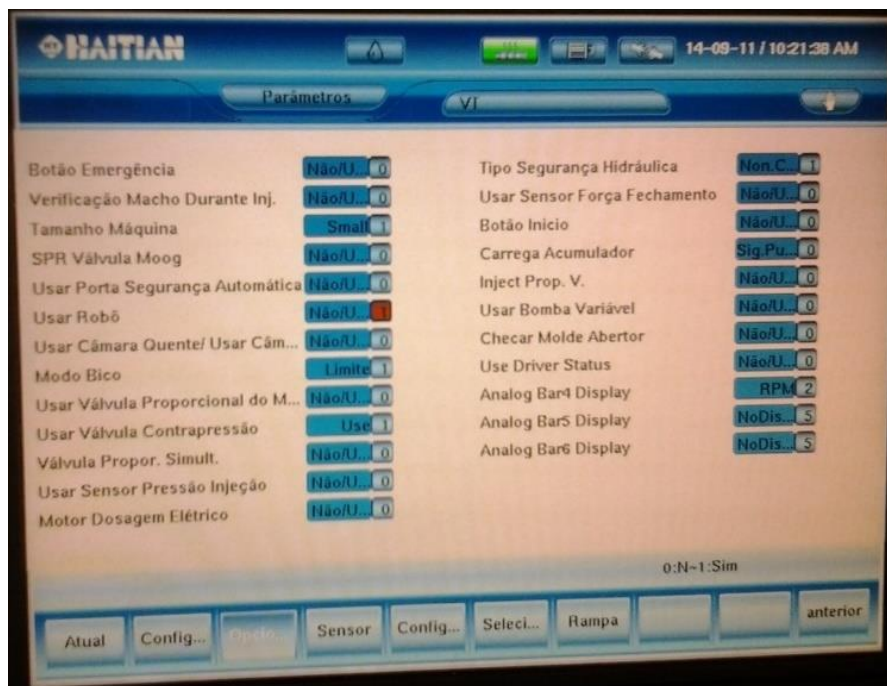 HAITIAN
14-09-11 / 10:21:38 AM
Parâmetros
VT
Botão Emergência Não/U... 0
Verificação Macho Durante Inj. Não/U... 0
Tamanho Máquina Small 1
SPR Válvula Moog Não/U... 0
Usar Porta Segurança Automática Não/U... 0
Usar Robô Não/U... 1
Usar Câmara Quente/ Usar Câm... Não/U... 0
Modo Bico Limite 1
Usar Válvula Proporcional do M... Não/U... 0
Usar Válvula Contrapressão Use 1
Válvula Propor. Simult. Não/U... 0
Usar Sensor Pressão Injeção Não/U... 0
Motor Dosagem Elétrico Não/U... 0
Tipo Segurança Hidráulica Non.C... 1
Usar Sensor Força Fechamento Não/U... 0
Botão Inicio Não/U... 0
Carrega Acumulador Sig.Pu... 0
Inject Prop. V. Não/U... 0
Usar Bomba Variável Não/U... 0
Checar Molde Abertor Não/U... 0
Use Driver Status Não/U... 0
Analog Bar4 Display RPM 2
Analog Bar5 Display NoDis... 5
Analog Bar6 Display NoDis... 5
0:N~1:Sim
Atual Config... Opcio... Sensor Config... Seleci... Rampa anterior